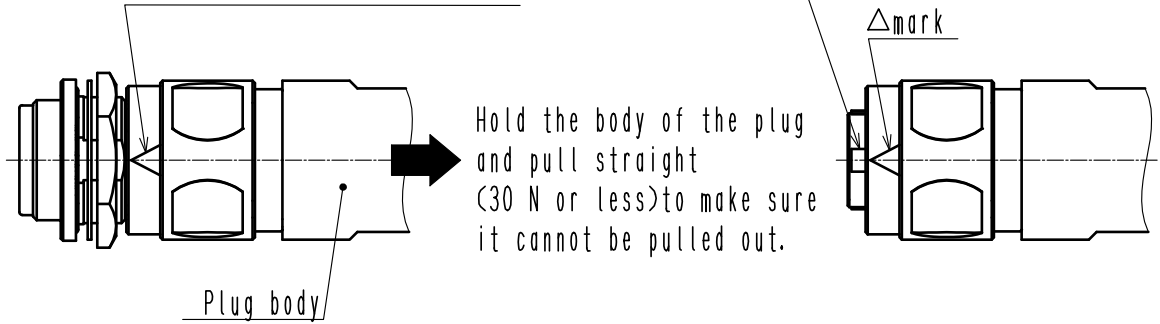 △mark
Hold the body of the plug
and pull straight
(30 N or less)to make sure
it cannot be pulled out.
Plug body